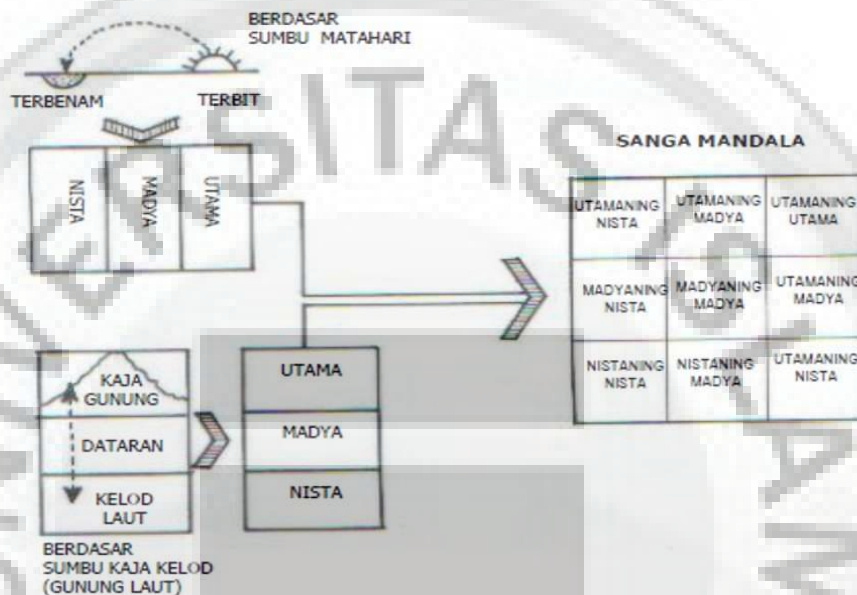 BERDASAR
SUMBU MATAHARI
TERBENAM
TERBIT
NISTA
MADYA
UTAMA
SANGA MANDALA
UTAMANING
NISTA
UTAMANING
MADYA
UTAMANING
UTAMA
MADYANING
NISTA
MADYANING
MADYA
UTAMANING
MADYA
NISTANING
NISTA
NISTANING
MADYA
UTAMANING
NISTA
KAJA
GUNUNG
DATARAN
KELOD
LAUT
UTAMA
MADYA
NISTA
BERDASAR
SUMBU KAJA KELOD
(GUNUNG LAUT)